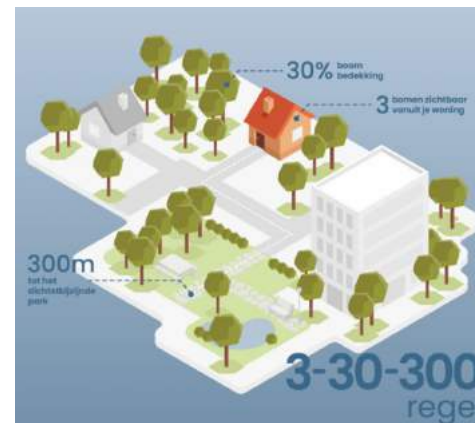 30% boom
bedekking
3 bomen zichtbaar
vanuit je woning
300m
tot het
dichtstbijzijnde
park
3-30-300
rege